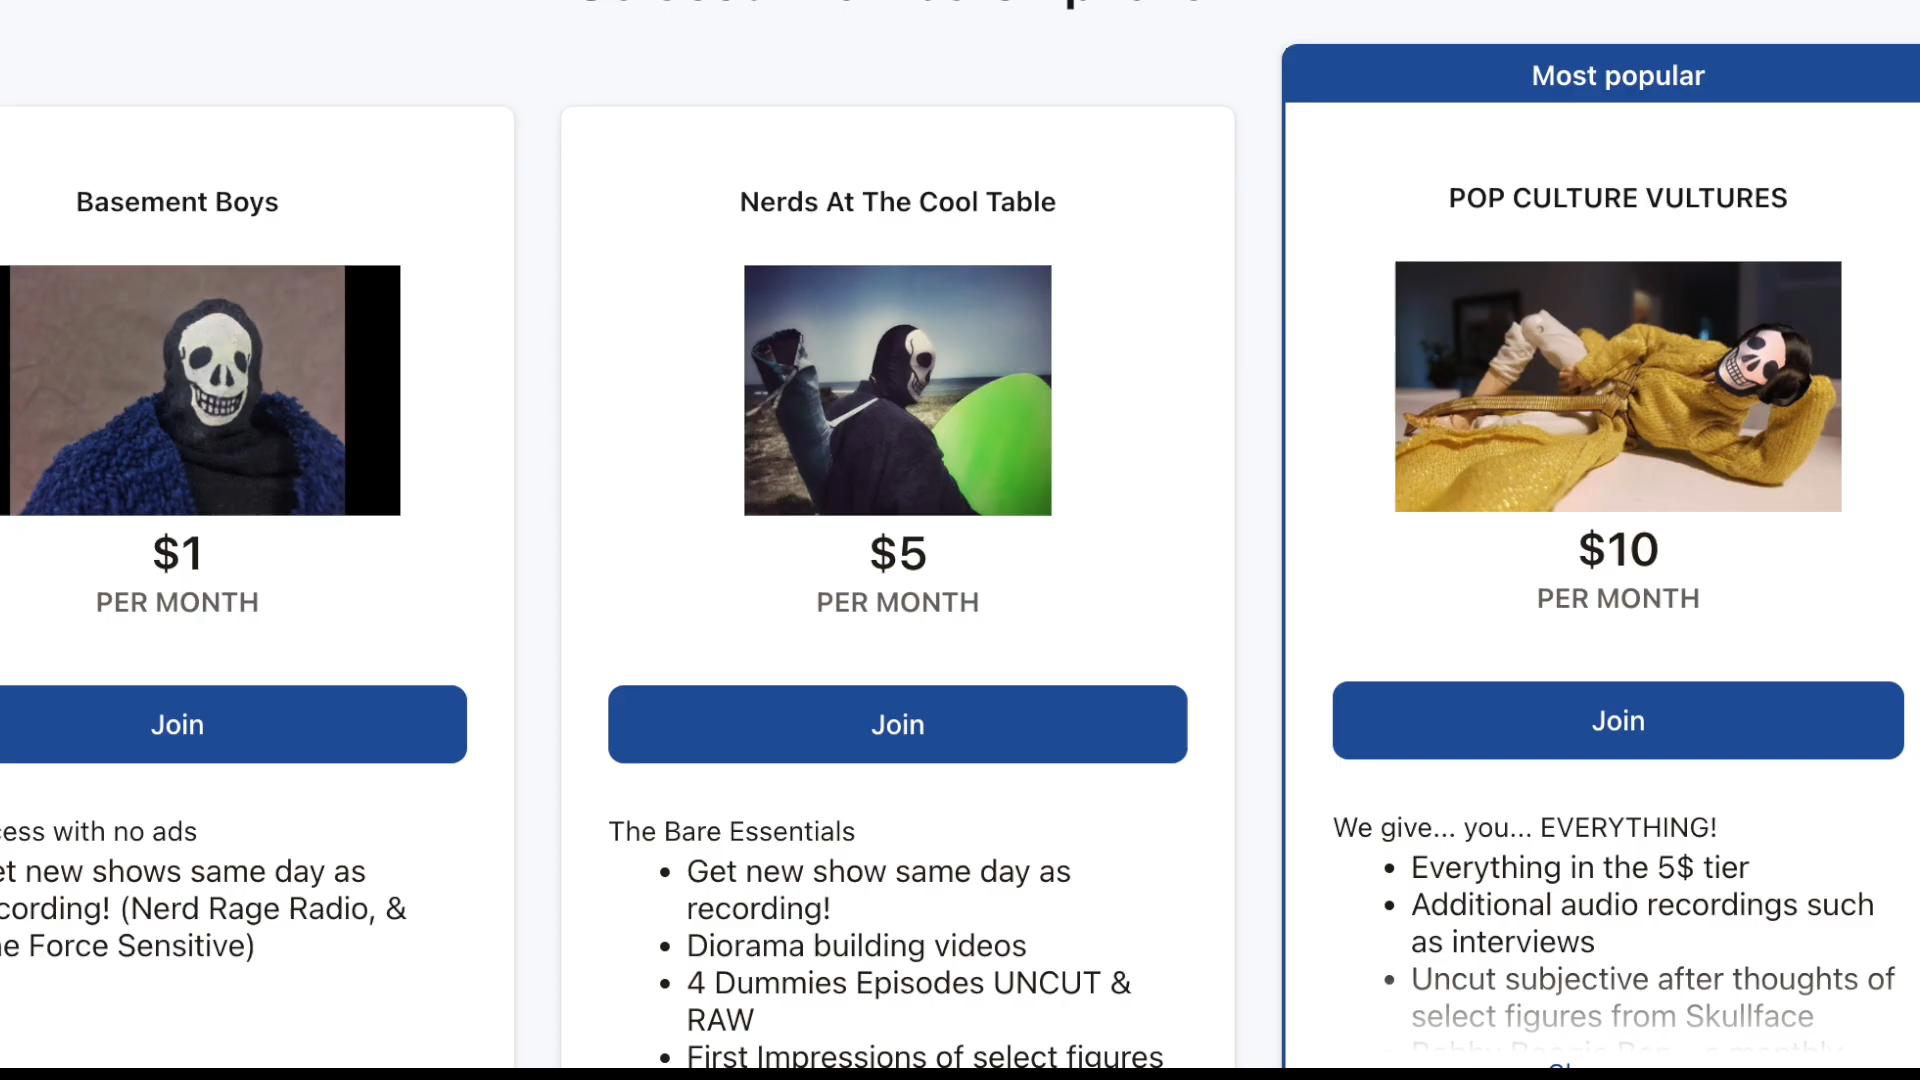 Most popular
Basement Boys
$1
PER MONTH
Join
with no ads
new shows same day as
(Nerd Rage Radio, &
Force Sensitive)
Nerds At The Cool Table
$5
PER MONTH
Join
The Bare Essentials
• Get new show same day as
recording!
• Diorama building videos
• 4 Dummies Episodes UNCUT &
RAW
• First Impressions of select figures
POP CULTURE VULTURES
$10
PER MONTH
Join
We give... you... EVERYTHING!
• Everything in the 5$ tier
• Additional audio recordings such
as interviews
• Uncut subjective after thoughts of
select figures from Skullface